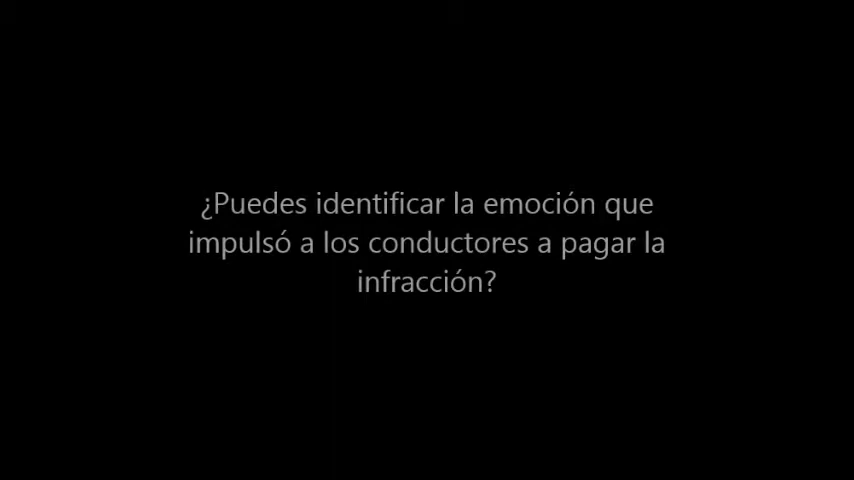 ¿Puedes identificar la emoción que
impulsó a los conductores a pagar la
infracción?